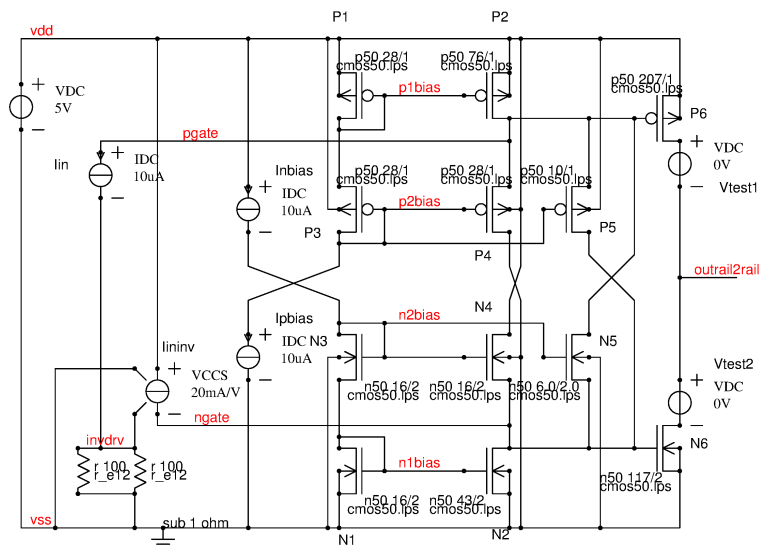 P1
P2
vdd
p50 28/1
cmos50.lps
p50 76/1
cmos50.lps
p50 207/1
cmos50.lps
+
VDC
5V
−
p1bias
P6
pgate
+
VDC
0V
−
Vtest1
Iin
+
IDC
10uA
−
Inbias
+
IDC
10uA
−
p50 28/1
cmos50.lps
p50 28/1
cmos50.lps
p50 10/1
cmos50.lps
p2bias
P3
P4
P5
outrail2rail
N4
Ipbias
+
IDC
10uA
−
N3
n2bias
N5
Iininv
+
VCCS
20mA/V
−
n50 16/2
cmos50.lps
n50 16/2
cmos50.lps
n50 6.0/2.0
cmos50.lps
Vtest2
+
VDC
0V
−
ngate
invdrv
r 100
r_e12
r 100
r_e12
n1bias
N6
n50 16/2
cmos50.lps
n50 43/2
cmos50.lps
n50 117/2
cmos50.lps
vss
sub 1 ohm
N1
N2